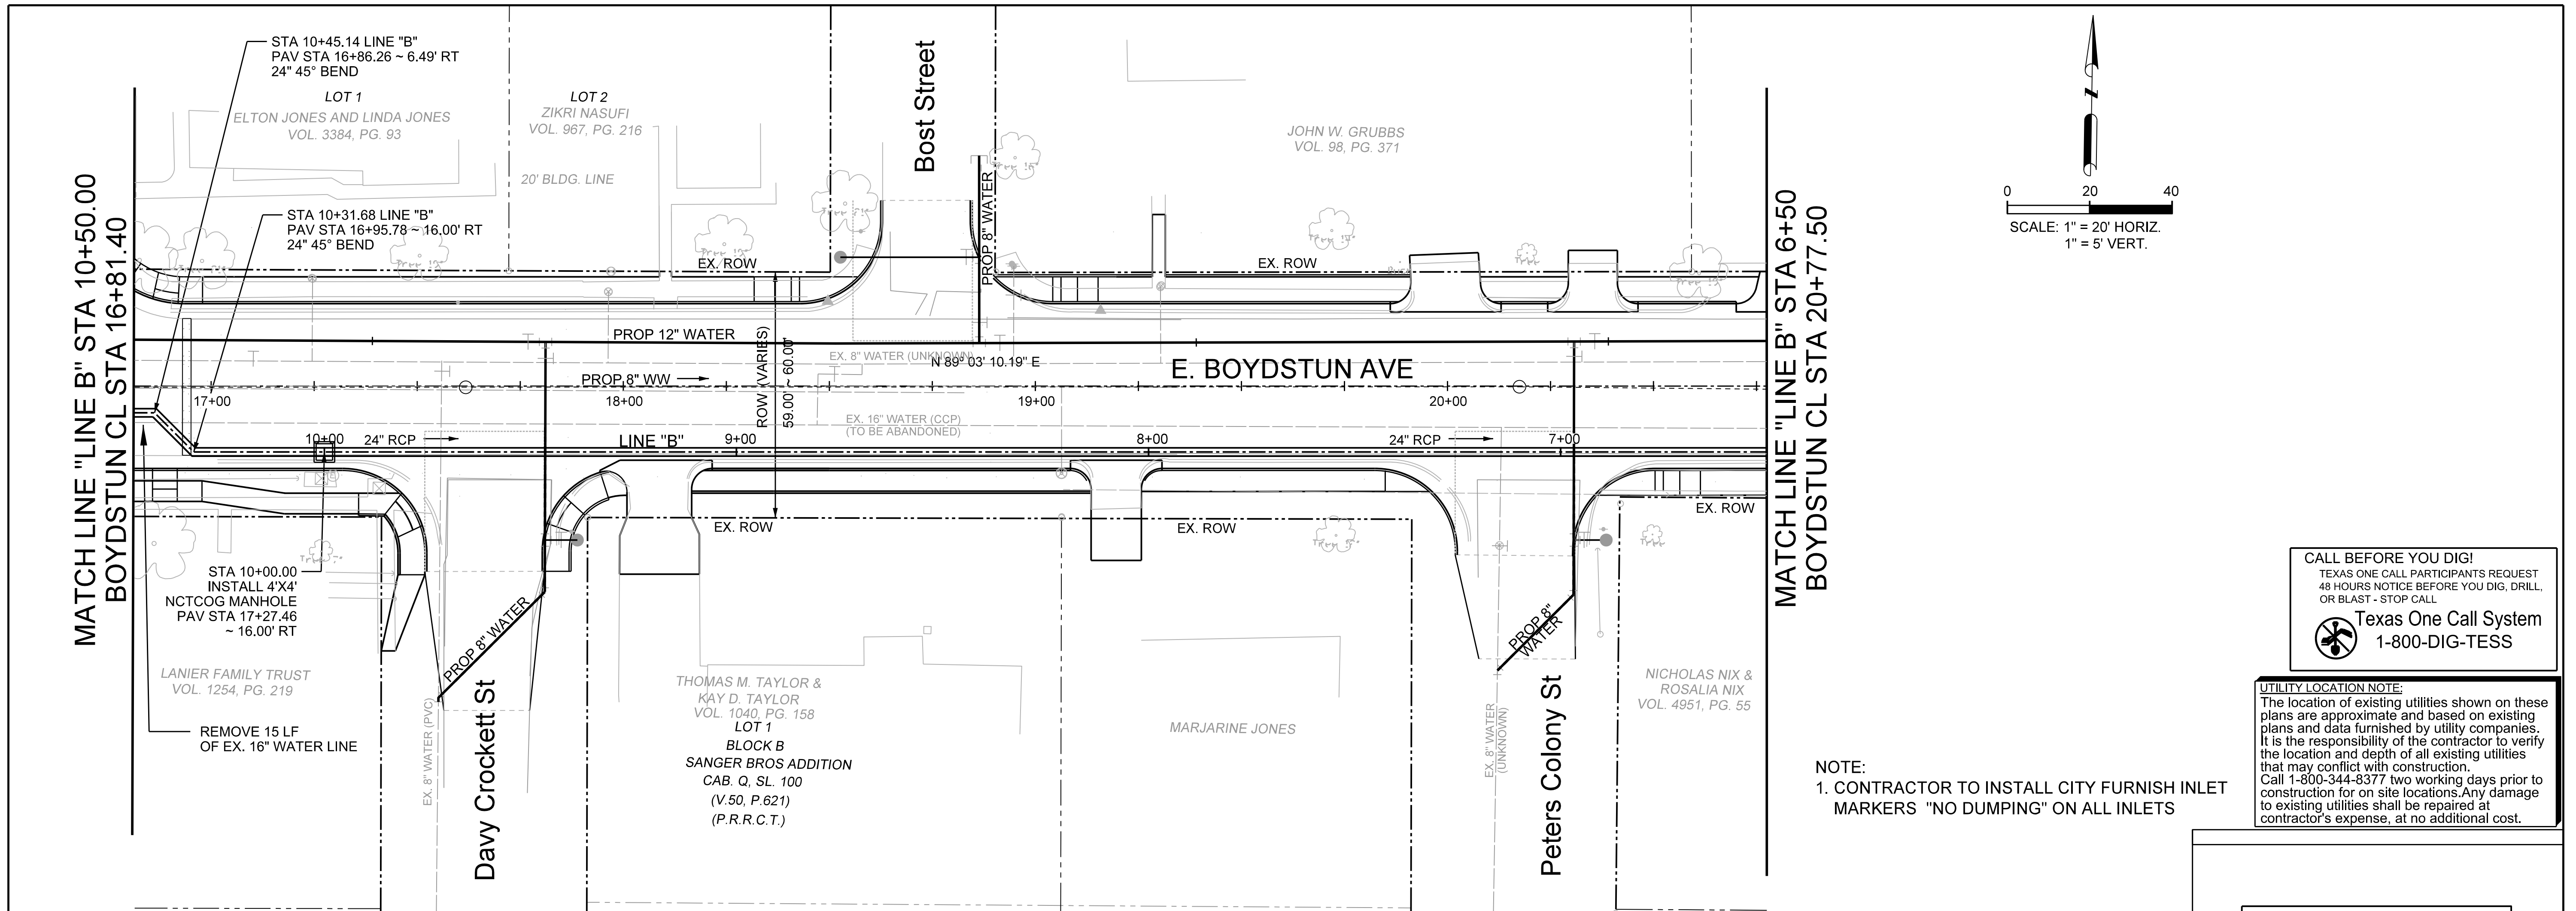 STA 10+45.14 LINE "B"
PAV STA 16+86.26 ~ 6.49' RT
24" 45° BEND
LOT 1
ELTON JONES AND LINDA JONES
VOL. 3384, PG. 93
LOT 2
ZIKRI NASUFI
VOL. 967, PG. 216
20' BLDG. LINE
Bost Street
JOHN W. GRUBBS
VOL. 98, PG. 371
MATCH LINE "LINE B" STA 10+50.00
BOYDSTUN CL STA 16+81.40
STA 10+31.68 LINE "B"
PAV STA 16+95.78 ~ 16.00' RT
24" 45° BEND
PROP 8" WATER
EX. ROW
EX. ROW
PROP 12" WATER
ROW (VARIES)
59.00' ~ 60.00'
EX. 8" WATER (UNKNOWN)
N 89° 03' 10.19" E
E. BOYDSTUN AVE
PROP 8" WW
17+00
18+00
19+00
20+00
EX. 16" WATER (CCP)
(TO BE ABANDONED)
10+00
24" RCP
LINE "B"
9+00
8+00
24" RCP
7+00
MATCH LINE "LINE B" STA 6+50
BOYDSTUN CL STA 20+77.50
N
0 20 40
SCALE: 1" = 20' HORIZ.
1" = 5' VERT.
EX. ROW
EX. ROW
EX. ROW
STA 10+00.00
INSTALL 4'X4'
NCTCOG MANHOLE
PAV STA 17+27.46
~ 16.00' RT
PROP 8" WATER
PROP 8"
WATER
LANIER FAMILY TRUST
VOL. 1254, PG. 219
REMOVE 15 LF
OF EX. 16" WATER LINE
EX. 8" WATER (PVC)
Davy Crockett St
THOMAS M. TAYLOR &
KAY D. TAYLOR
VOL. 1040, PG. 158
LOT 1
BLOCK B
SANGER BROS ADDITION
CAB. Q, SL. 100
(V.50, P.621)
(P.R.R.C.T.)
MARJARINE JONES
EX. 8" WATER
(UNKNOWN)
Peters Colony St
NICHOLAS NIX &
ROSALIA NIX
VOL. 4951, PG. 55
NOTE:
1. CONTRACTOR TO INSTALL CITY FURNISH INLET
MARKERS "NO DUMPING" ON ALL INLETS
CALL BEFORE YOU DIG!
TEXAS ONE CALL PARTICIPANTS REQUEST
48 HOURS NOTICE BEFORE YOU DIG, DRILL,
OR BLAST - STOP CALL
Texas One Call System
1-800-DIG-TESS
UTILITY LOCATION NOTE:
The location of existing utilities shown on these
plans are approximate and based on existing
plans and data furnished by utility companies.
It is the responsibility of the contractor to verify
the location and depth of all existing utilities
that may conflict with construction.
Call 1-800-344-8377 two working days prior to
construction for on site locations.Any damage
to existing utilities shall be repaired at
contractor's expense, at no additional cost.